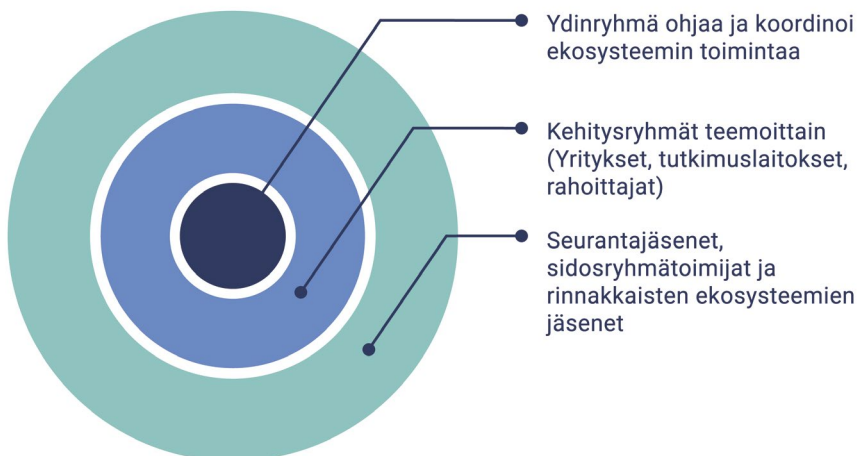 Ydinryhmä ohjaa ja koordinoi
ekosysteemin toimintaa
Kehitysryhmät teemoittain
(Yritykset, tutkimuslaitokset,
rahoittajat)
Seurantajäsenet,
sidosryhmätoimijat ja
rinnakkaisten ekosysteemien
jäsenet